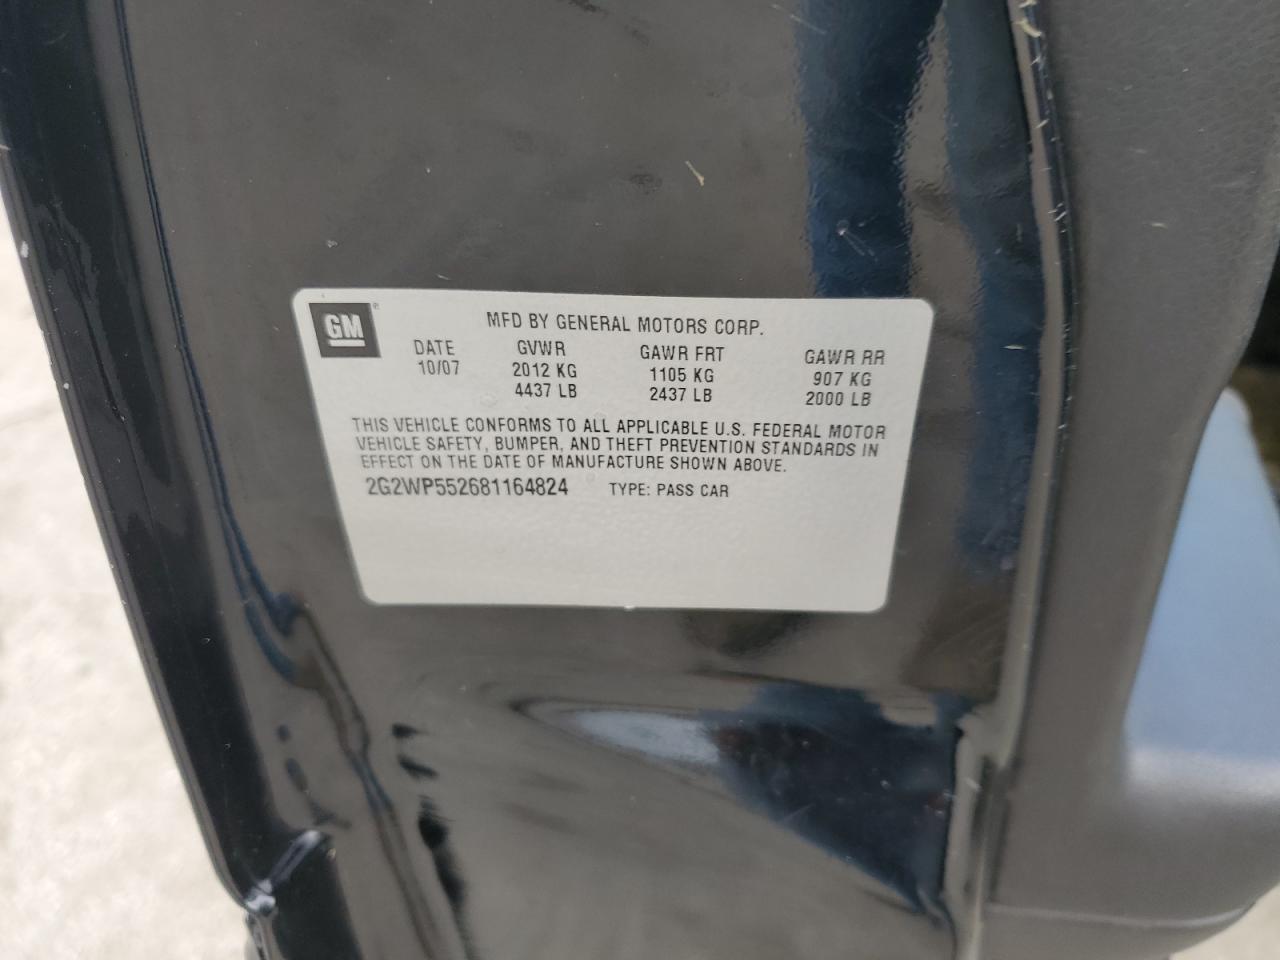 GM ®
MFD BY GENERAL MOTORS CORP.
DATE GVWR GAWR FRT GAWR RR
10/07 2012 KG 1105 KG 907 KG
4437 LB 2437 LB 2000 LB
THIS VEHICLE CONFORMS TO ALL APPLICABLE U.S. FEDERAL MOTOR
VEHICLE SAFETY, BUMPER, AND THEFT PREVENTION STANDARDS IN
EFFECT ON THE DATE OF MANUFACTURE SHOWN ABOVE.
2G2WP552681164824 TYPE: PASS CAR